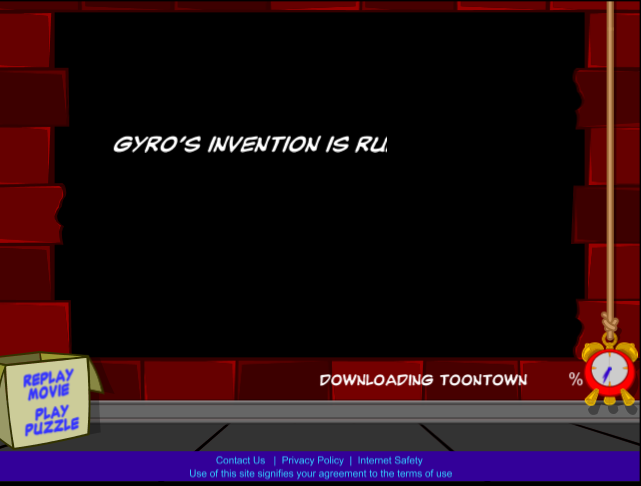 GYRO'S INVENTION IS RU
DOWNLOADING TOONTOWN %
REPLAY
MOVIE
PLAY
PUZZLE
Contact Us | Privacy Policy | Internet Safety
Use of this site signifies your agreement to the terms of use